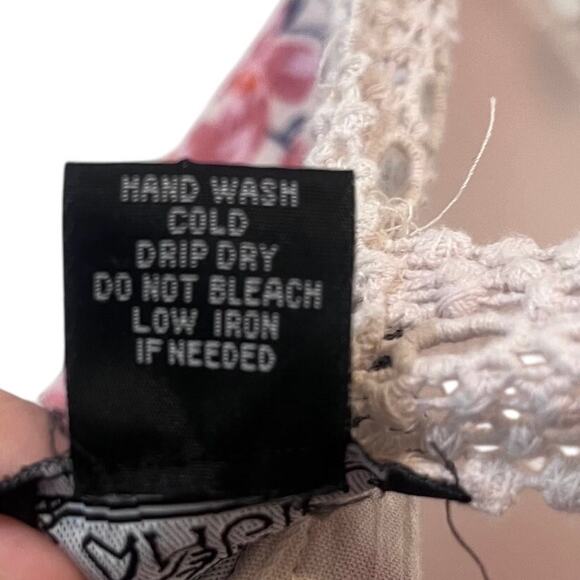 HAND WASH
COLD
DRIP DRY
DO NOT BLEACH
LOW IRON
IF NEEDED